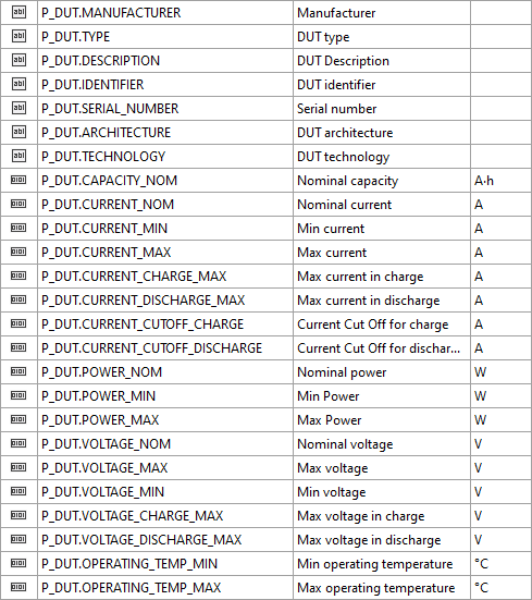 abl P_DUT.MANUFACTURER Manufacturer
abl P_DUT.TYPE DUT type
abl P_DUT.DESCRIPTION DUT Description
abl P_DUT.IDENTIFIER DUT identifier
abl P_DUT.SERIAL_NUMBER Serial number
abl P_DUT.ARCHITECTURE DUT architecture
abl P_DUT.TECHNOLOGY DUT technology
0101 P_DUT.CAPACITY_NOM Nominal capacity A·h
0101 P_DUT.CURRENT_NOM Nominal current A
0101 P_DUT.CURRENT_MIN Min current A
0101 P_DUT.CURRENT_MAX Max current A
0101 P_DUT.CURRENT_CHARGE_MAX Max current in charge A
0101 P_DUT.CURRENT_DISCHARGE_MAX Max current in discharge A
0101 P_DUT.CURRENT_CUTOFF_CHARGE Current Cut Off for charge A
0101 P_DUT.CURRENT_CUTOFF_DISCHARGE Current Cut Off for dischar... A
0101 P_DUT.POWER_NOM Nominal power W
0101 P_DUT.POWER_MIN Min Power W
0101 P_DUT.POWER_MAX Max Power W
0101 P_DUT.VOLTAGE_NOM Nominal voltage V
0101 P_DUT.VOLTAGE_MAX Max voltage V
0101 P_DUT.VOLTAGE_MIN Min voltage V
0101 P_DUT.VOLTAGE_CHARGE_MAX Max voltage in charge V
0101 P_DUT.VOLTAGE_DISCHARGE_MAX Max voltage in discharge V
0101 P_DUT.OPERATING_TEMP_MIN Min operating temperature °C
0101 P_DUT.OPERATING_TEMP_MAX Max operating temperature °C